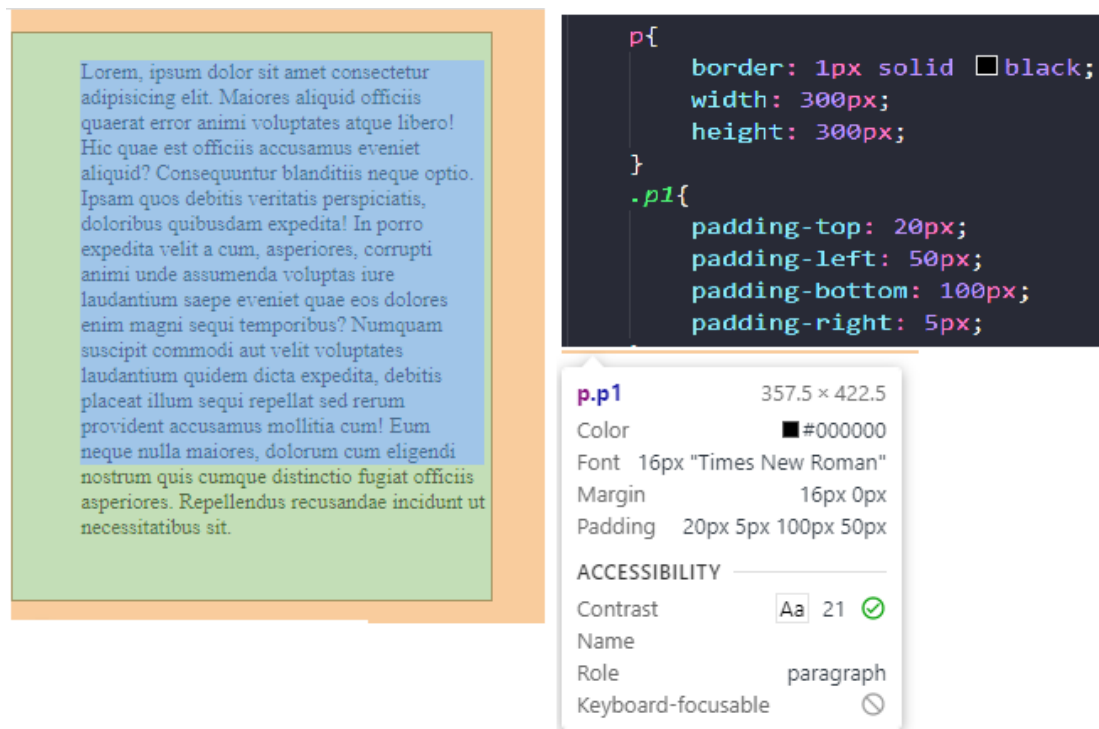 Lorem, ipsum dolor sit amet consectetur
adipisicing elit. Maiores aliquid officiis
quaerat error animi voluptates atque libero!
Hic quae est officiis accusamus eveniet
aliquid? Consequuntur blanditiis neque optio.
Ipsam quos debitis veritatis perspiciatis,
doloribus quibusdam expedita! In porro
expedita velit a cum, asperiores, corrupti
animi unde assumenda voluptas iure
laudantium saepe eveniet quae eos dolores
enim magni sequi temporibus? Numquam
suscipit commodi aut velit voluptates
laudantium quidem dicta expedita, debitis
placeat illum sequi repellat sed rerum
provident accusamus mollitia cum! Eum
neque nulla maiores, dolorum cum eligendi
nostrum quis cumque distinctio fugiat officiis
asperiores. Repellendus recusandae incidunt ut
necessitatibus sit.
p{
border: 1px solid black;
width: 300px;
height: 300px;
}
.p1{
padding-top: 20px;
padding-left: 50px;
padding-bottom: 100px;
padding-right: 5px;
p.p1 357.5 × 422.5
Color #000000
Font 16px "Times New Roman"
Margin 16px 0px
Padding 20px 5px 100px 50px
ACCESSIBILITY
Contrast Aa 21
Name
Role paragraph
Keyboard-focusable